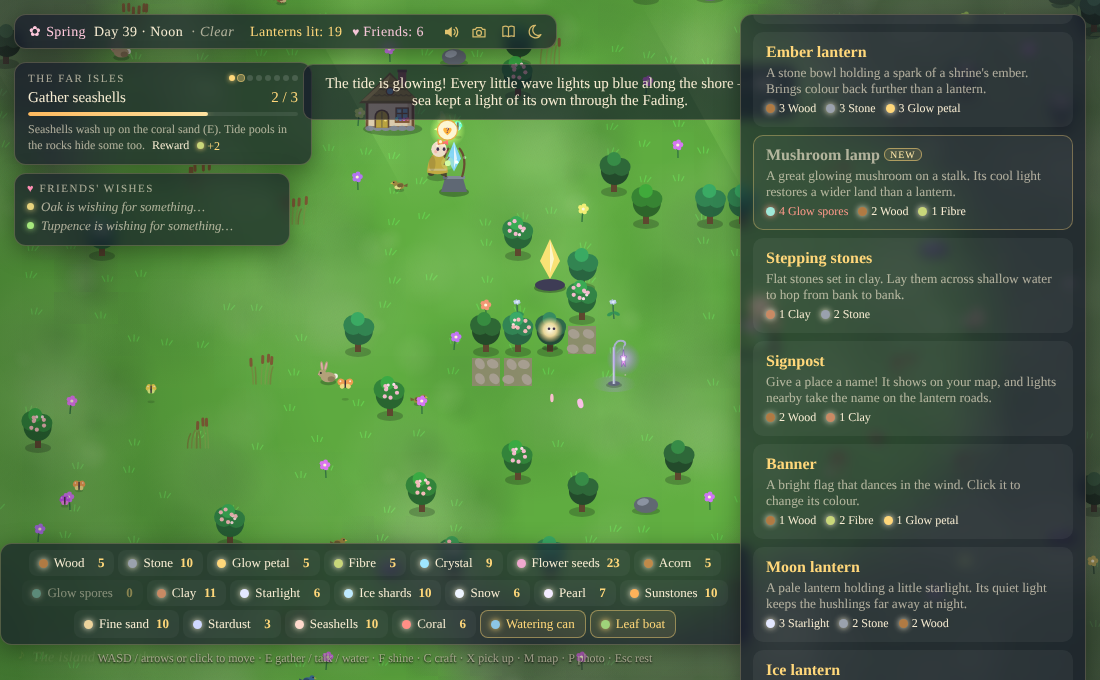 ✿ Spring Day 39 · Noon · Clear Lanterns lit: 19 ♥ Friends: 6
THE FAR ISLES
Gather seashells 2 / 3
Seashells wash up on the coral sand (E). Tide pools in
the rocks hide some too. Reward +2
♥ FRIENDS' WISHES
Oak is wishing for something…
Tuppence is wishing for something…
The tide is glowing! Every little wave lights up blue along the shore –
sea kept a light of its own through the Fading.
Ember lantern
A stone bowl holding a spark of a shrine's ember.
Brings colour back further than a lantern.
3 Wood 3 Stone 3 Glow petal
Mushroom lamp NEW
A great glowing mushroom on a stalk. Its cool light
restores a wider land than a lantern.
4 Glow spores 2 Wood 1 Fibre
Stepping stones
Flat stones set in clay. Lay them across shallow water
to hop from bank to bank.
1 Clay 2 Stone
Signpost
Give a place a name! It shows on your map, and lights
nearby take the name on the lantern roads.
2 Wood 1 Clay
Banner
A bright flag that dances in the wind. Click it to
change its colour.
1 Wood 2 Fibre 1 Glow petal
Moon lantern
A pale lantern holding a little starlight. Its quiet light
keeps the hushlings far away at night.
3 Starlight 2 Stone 2 Wood
Ice lantern
Wood 5 Stone 10 Glow petal 5 Fibre 5 Crystal 9 Flower seeds 23 Acorn 5
Glow spores 0 Clay 11 Starlight 6 Ice shards 10 Snow 6 Pearl 7 Sunstones 10
Fine sand 10 Stardust 3 Seashells 10 Coral 6 Watering can Leaf boat
The island WASD / arrows or click to move · E gather / talk / water · F shine · C craft · X pick up · M map · P photo · Esc rest